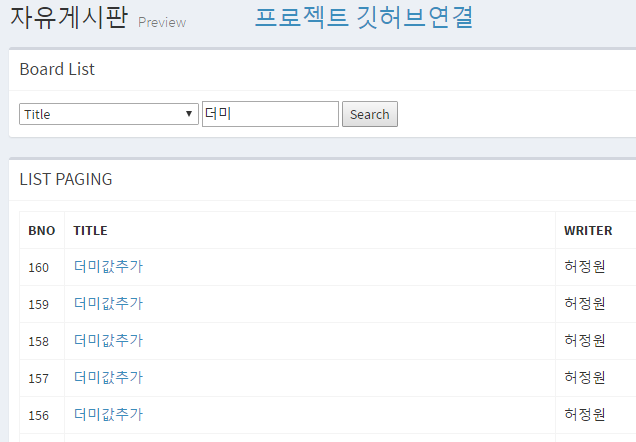 자유게시판 Preview 프로젝트 깃허브연결
Board List
Title 더미 Search
LIST PAGING
BNO TITLE WRITER
160 더미값추가 허정원
159 더미값추가 허정원
158 더미값추가 허정원
157 더미값추가 허정원
156 더미값추가 허정원